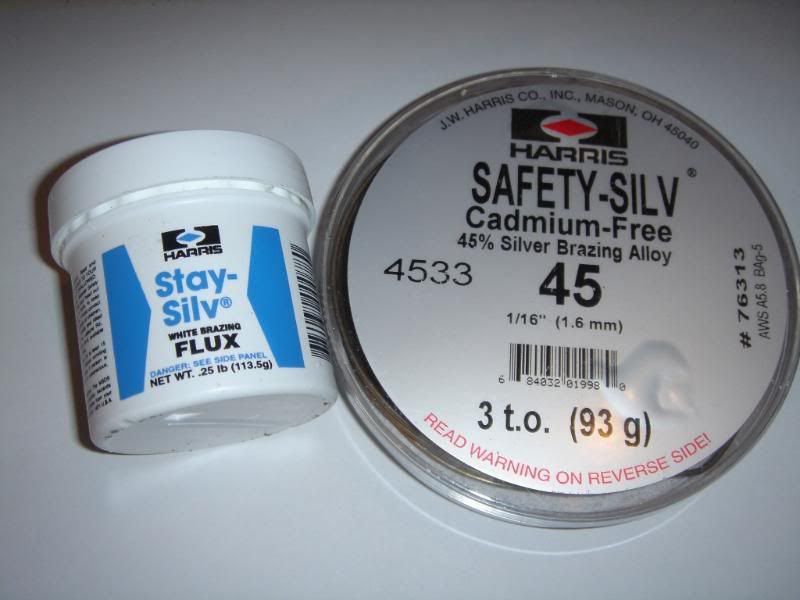 HARRIS
Stay-
Silv®
WHITE BRAZING
FLUX
DANGER: SEE SIDE PANEL
NET WT. .25 lb (113.5g)
J.W. HARRIS CO., INC., MASON, OH 45040
HARRIS
SAFETY-SILV®
Cadmium-Free
45% Silver Brazing Alloy
4533
45
1/16" (1.6 mm)
# 76313
AWS A5.8 BAg-5
6 84032 01998 0
3 t.o. (93 g)
READ WARNING ON REVERSE SIDE!